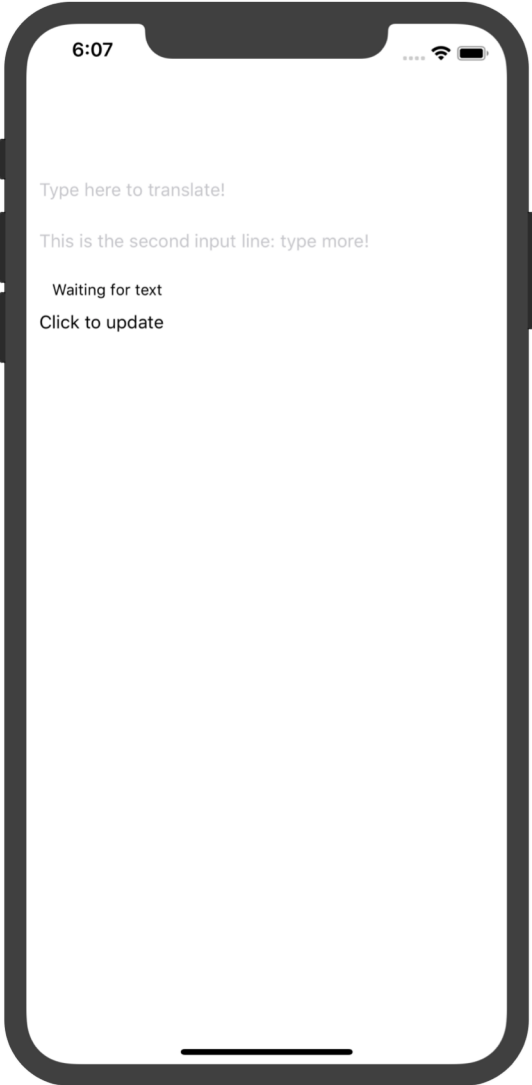 6:07
Type here to translate!
This is the second input line: type more!
Waiting for text
Click to update